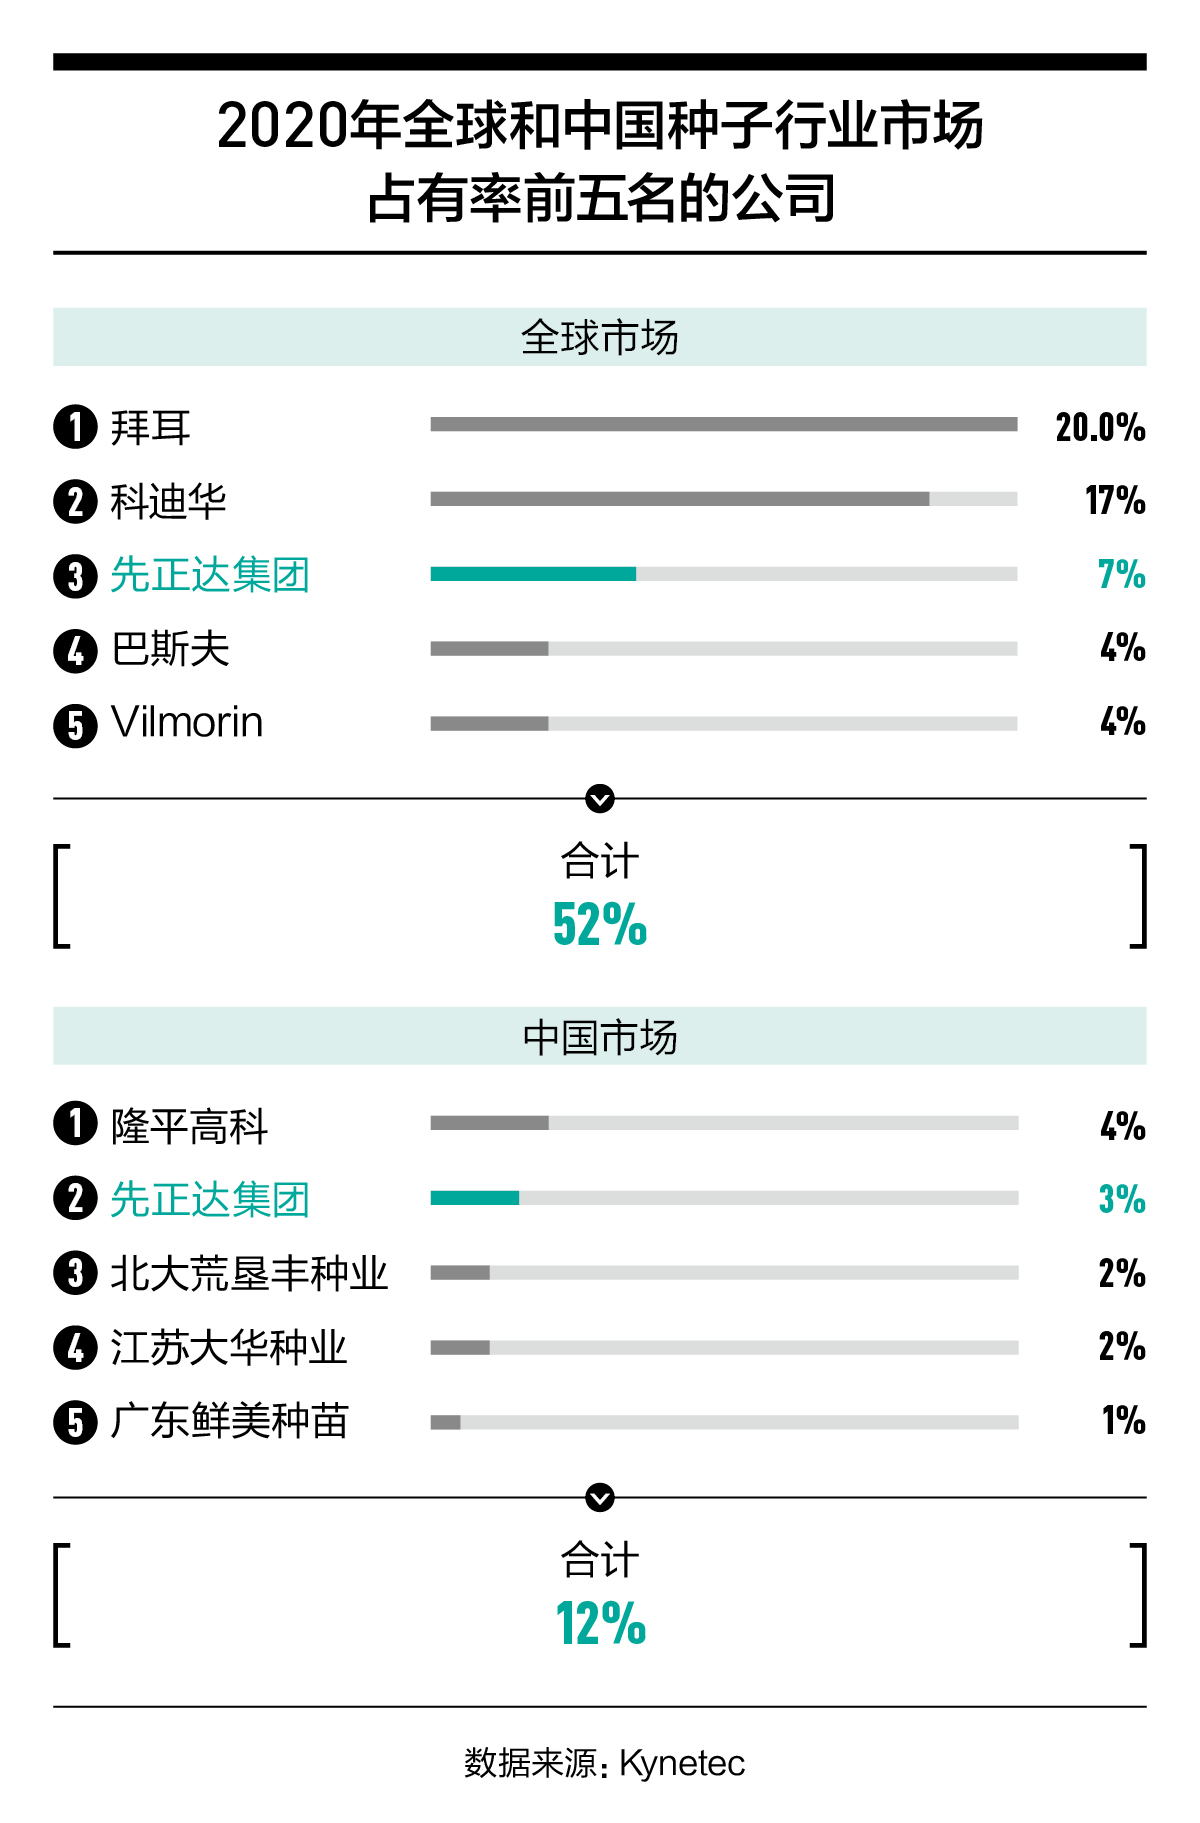 2020年全球和中国种子行业市场
占有率前五名的公司
全球市场
1 拜耳 20.0%
2 科迪华 17%
3 先正达集团 7%
4 巴斯夫 4%
5 Vilmorin 4%
合计
52%
中国市场
1 隆平高科 4%
2 先正达集团 3%
3 北大荒垦丰种业 2%
4 江苏大华种业 2%
5 广东鲜美种苗 1%
合计
12%
数据来源：Kynetec